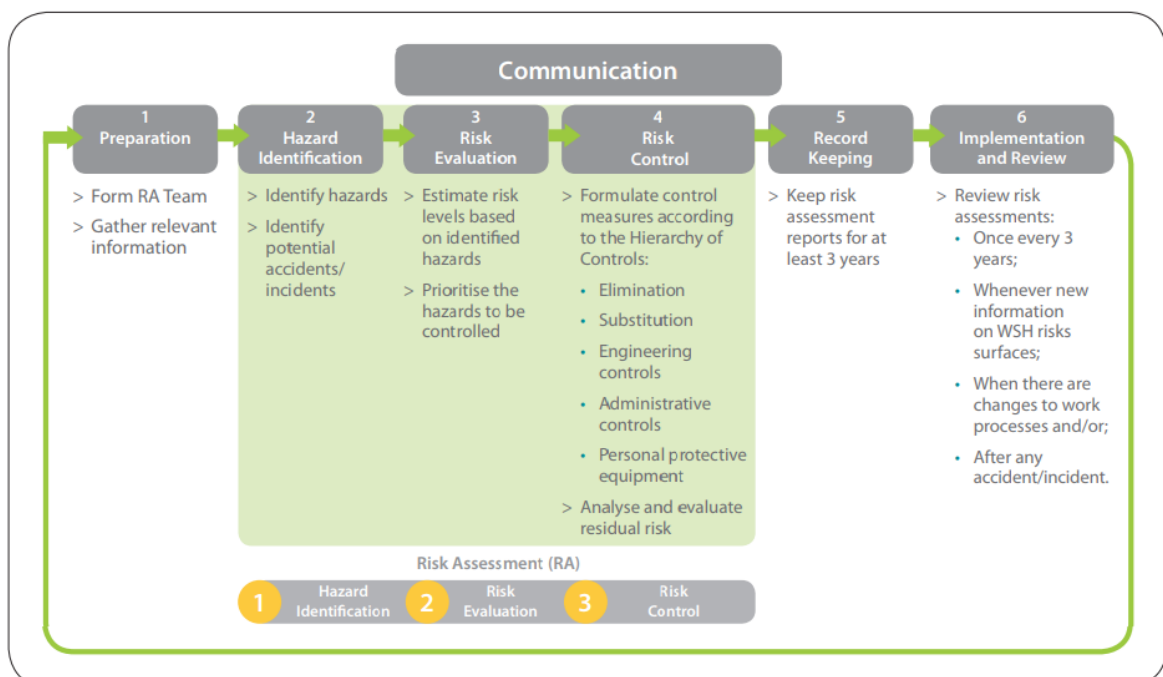 Communication
1
Preparation
> Form RA Team
> Gather relevant
information
2
Hazard
Identification
> Identify hazards
> Identify
potential
accidents/
incidents
3
Risk
Evaluation
> Estimate risk
levels based
on identified
hazards
> Prioritise the
hazards to be
controlled
4
Risk
Control
> Formulate control
measures according
to the Hierarchy of
Controls:
• Elimination
• Substitution
• Engineering
controls
• Administrative
controls
• Personal protective
equipment
> Analyse and evaluate
residual risk
5
Record
Keeping
> Keep risk
assessment
reports for at
least 3 years
6
Implementation
and Review
> Review risk
assessments:
• Once every 3
years;
• Whenever new
information
on WSH risks
surfaces;
• When there are
changes to work
processes and/or;
• After any
accident/incident.
Risk Assessment (RA)
1
Hazard
Identification
2
Risk
Evaluation
3
Risk
Control